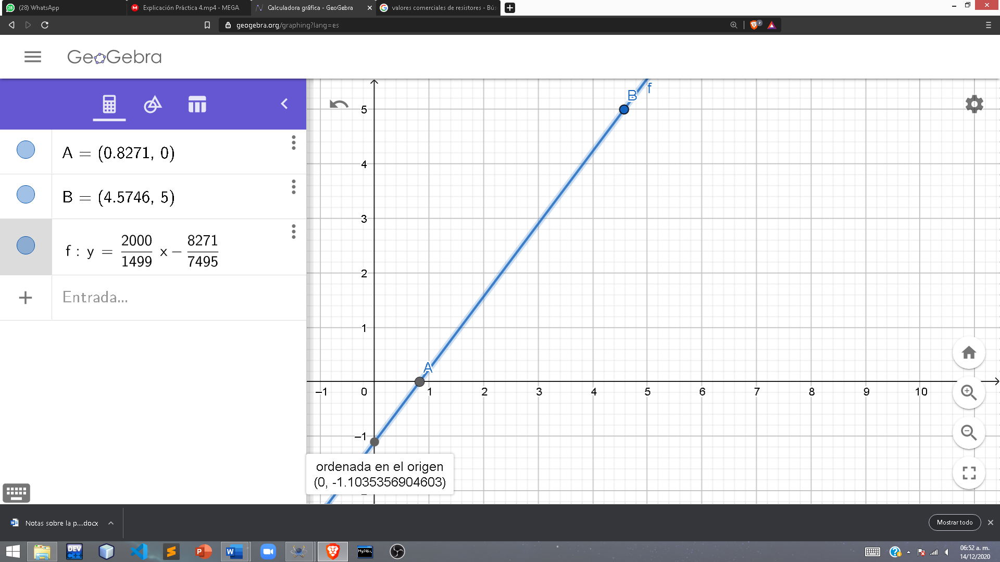 (28) WhatsApp
Explicación Práctica 4.mp4 - MEGA
Calculadora gráfica - GeoGebra
valores comerciales de resistores - Bús
geogebra.org/graphing?lang=es
2
GeoGebra
A = (0.8271, 0)
B = (4.5746, 5)
f : y = 2000/1499 x − 8271/7495
Entrada...
B
f
A
5
4
3
2
1
–1
–1
0
1
2
3
4
5
6
7
8
9
10
ordenada en el origen
(0, -1.1035356904603)
Notas sobre la p....docx
Mostrar todo
DEV
C++
MySQL
06:52 a. m.
14/12/2020